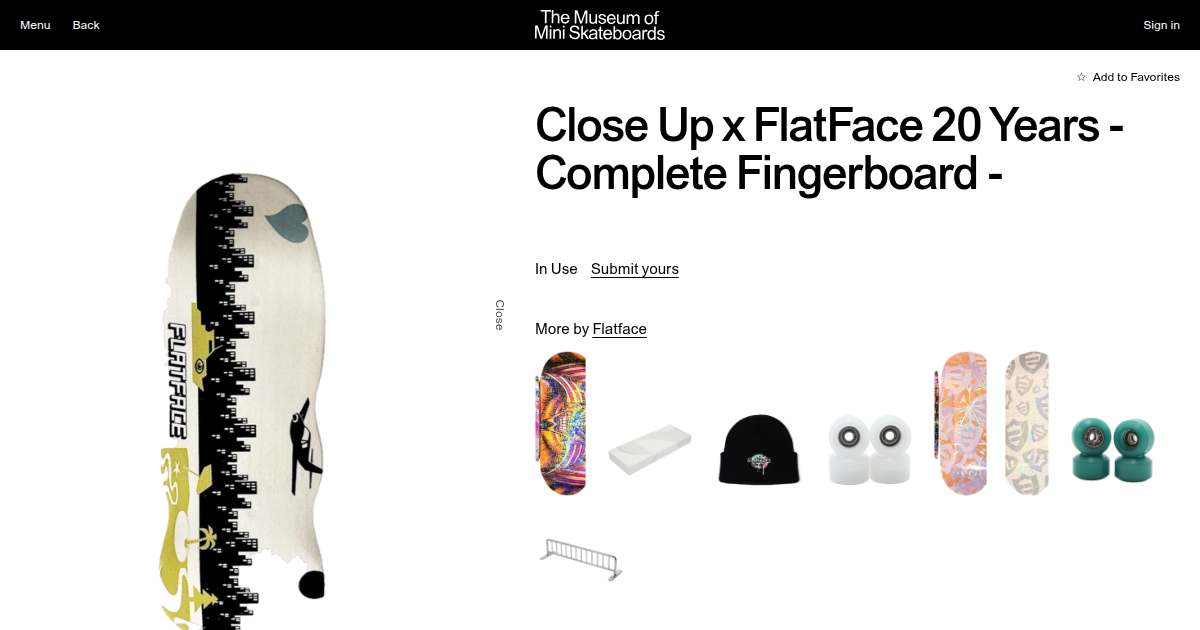 Menu
Back
The Museum of
Mini Skateboards
Sign in
☆ Add to Favorites
Close Up x FlatFace 20 Years -
Complete Fingerboard -
In Use
Submit yours
Close
More by Flatface
FLATFACE